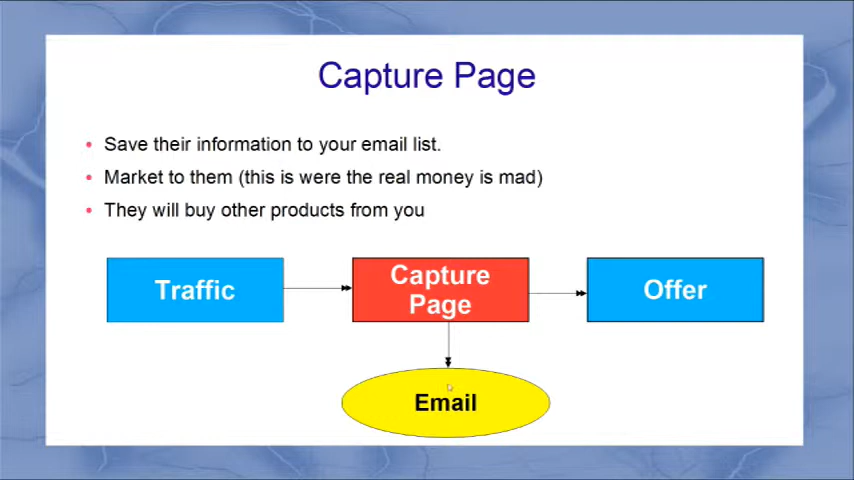 Capture Page
Save their information to your email list.
Market to them (this is were the real money is mad)
They will buy other products from you
Traffic
Capture
Page
Offer
Email